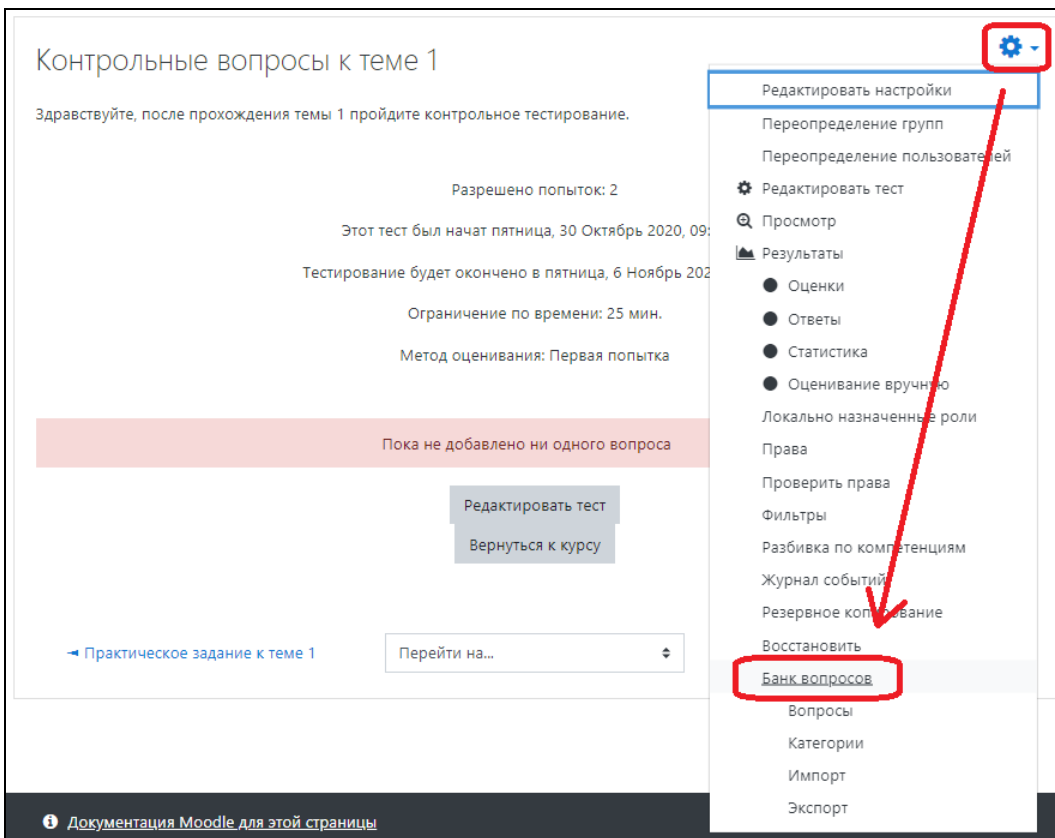 Контрольные вопросы к теме 1
Здравствуйте, после прохождения темы 1 пройдите контрольное тестирование.
Разрешено попыток: 2
Этот тест был начат пятница, 30 Октябрь 2020, 09:
Тестирование будет окончено в пятница, 6 Ноябрь 202
Ограничение по времени: 25 мин.
Метод оценивания: Первая попытка
Пока не добавлено ни одного вопроса
Редактировать тест
Вернуться к курсу
◄ Практическое задание к теме 1
Перейти на...
Редактировать настройки
Переопределение групп
Переопределение пользователей
Редактировать тест
Просмотр
Результаты
Оценки
Ответы
Статистика
Оценивание вручную
Локально назначенные роли
Права
Проверить права
Фильтры
Разбивка по компетенциям
Журнал событий
Резервное копирование
Восстановить
Банк вопросов
Вопросы
Категории
Импорт
Экспорт
Документация Moodle для этой страницы